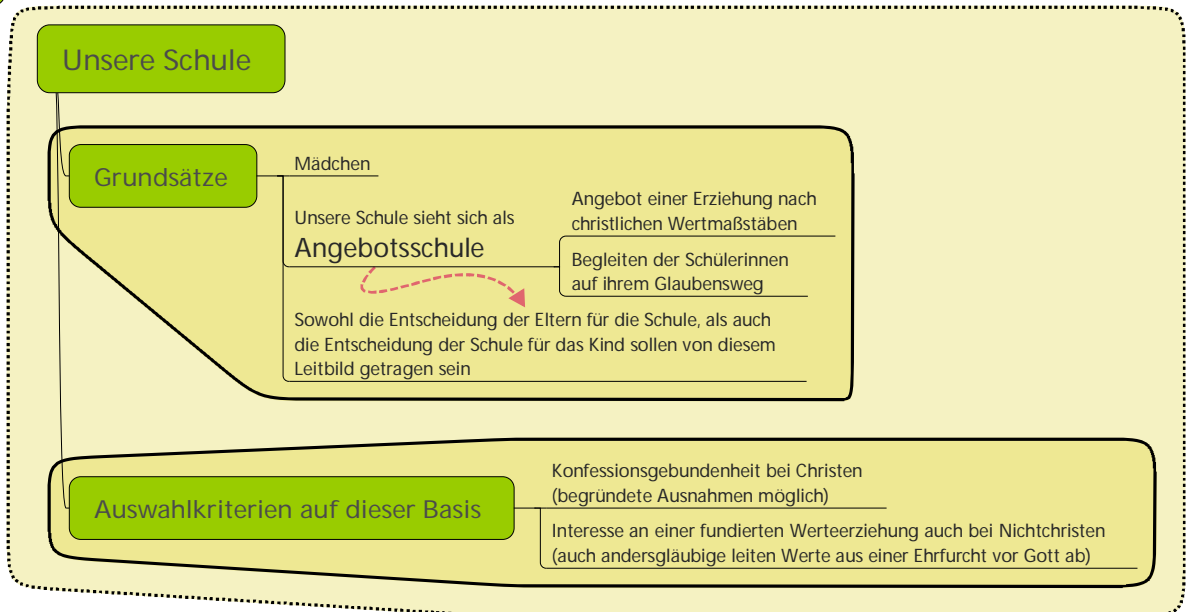 Unsere Schule
Grundsätze
Mädchen
Unsere Schule sieht sich als
Angebotsschule
Angebot einer Erziehung nach
christlichen Wertmaßstäben
Begleiten der Schülerinnen
auf ihrem Glaubensweg
Sowohl die Entscheidung der Eltern für die Schule, als auch
die Entscheidung der Schule für das Kind sollen von diesem
Leitbild getragen sein
Auswahlkriterien auf dieser Basis
Konfessionsgebundenheit bei Christen
(begründete Ausnahmen möglich)
Interesse an einer fundierten Werteerziehung auch bei Nichtchristen
(auch andersgläubige leiten Werte aus einer Ehrfurcht vor Gott ab)